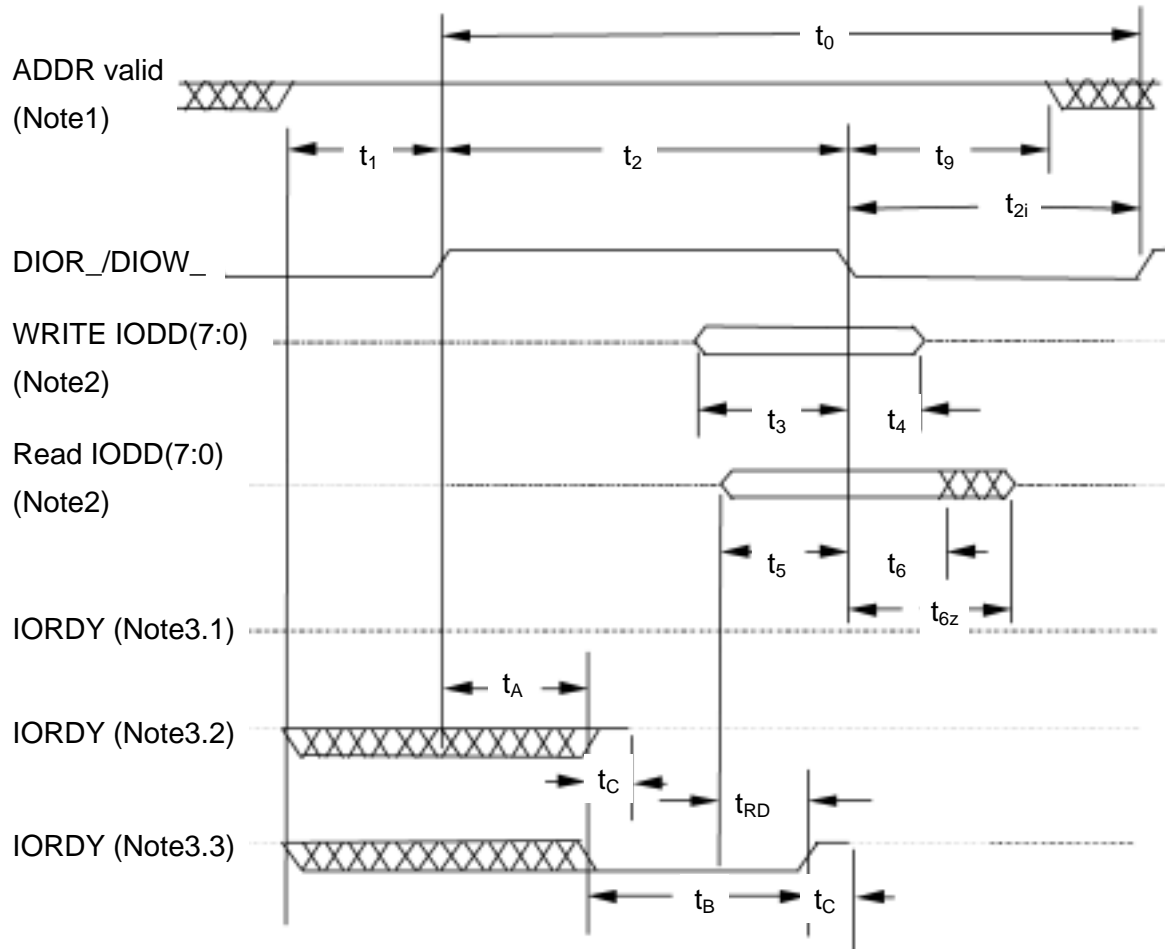 t0
ADDR valid
(Note1)
t1 t2 t9
t2i
DIOR_/DIOW_
WRITE IODD(7:0)
(Note2)
t3 t4
Read IODD(7:0)
(Note2)
t5 t6
t6z
IORDY (Note3.1)
tA
IORDY (Note3.2)
tC
tRD
IORDY (Note3.3)
tB tC